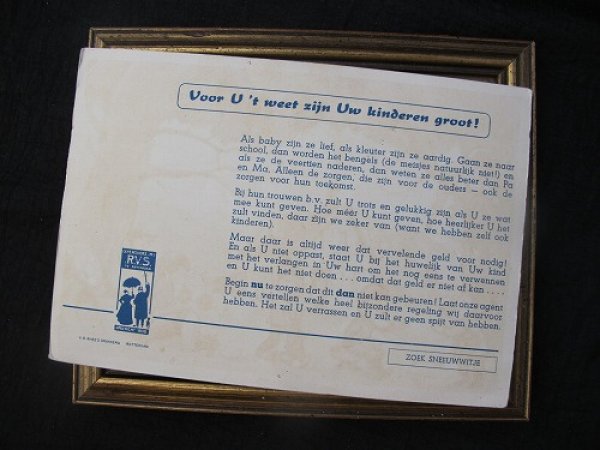 Voor U 't weet zijn Uw kinderen groot!
Als baby zijn ze lief, als kleuter zijn ze aardig. Gaan ze naar
school, dan worden het bengels (de meisjes natuurlijk niet!) en
als ze de veertien naderen, dan weten ze alles beter dan Pa
en Ma. Alleen de zorgen, die zijn voor de ouders – ook de
zorgen voor hun toekomst.
Bij hun trouwen b.v. zult U trots en gelukkig zijn als U ze wat
mee kunt geven. Hoe méér U kunt geven, hoe heerlijker U het
zult vinden, daar zijn we zeker van (want we hebben zelf ook
kinderen).
Maar daar is altijd weer dat vervelende geld voor nodig!
En als U niet oppast, staat U bij het huwelijk van Uw kind
met het verlangen in Uw hart om het nog eens te verwennen
en U kunt het niet doen . . . omdat dat geld er niet af kan . . . .
Begin nu te zorgen dat dit dan niet kan gebeuren! Laat onze agent
U eens vertellen welke heel bijzondere regeling wij daarvoor
hebben. Het zal U verrassen en U zult er geen spijt van hebben.
R.V.S.
ROTTERDAM
ZOEK SNEEUWWITJE